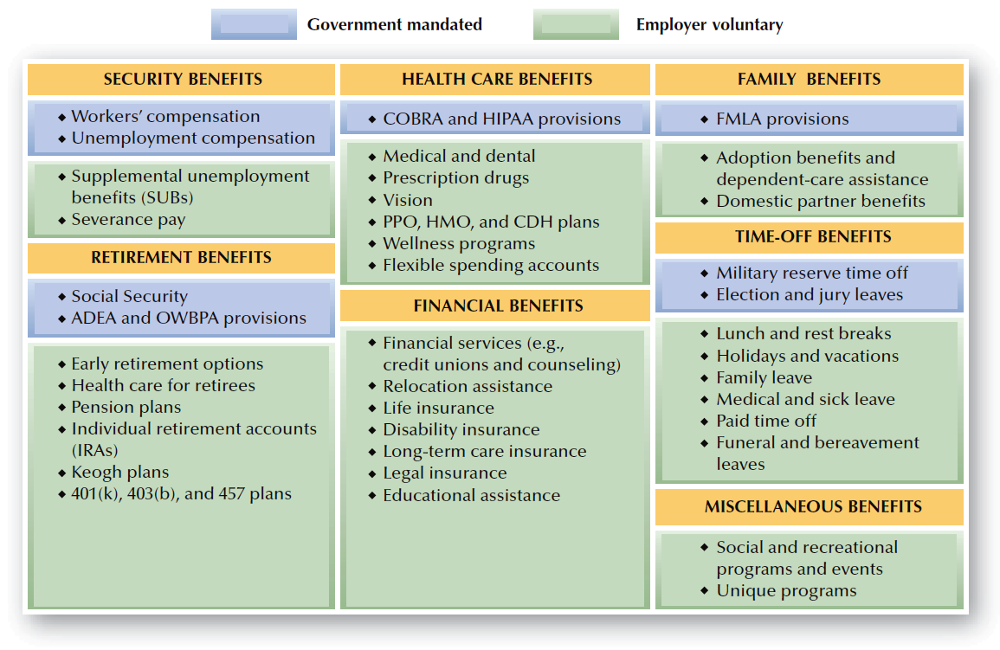 Government mandated
Employer voluntary
SECURITY BENEFITS
◆ Workers’ compensation
◆ Unemployment compensation
◆ Supplemental unemployment
benefits (SUBs)
◆ Severance pay
RETIREMENT BENEFITS
◆ Social Security
◆ ADEA and OWBPA provisions
◆ Early retirement options
◆ Health care for retirees
◆ Pension plans
◆ Individual retirement accounts
(IRAs)
◆ Keogh plans
◆ 401(k), 403(b), and 457 plans
HEALTH CARE BENEFITS
◆ COBRA and HIPAA provisions
◆ Medical and dental
◆ Prescription drugs
◆ Vision
◆ PPO, HMO, and CDH plans
◆ Wellness programs
◆ Flexible spending accounts
FINANCIAL BENEFITS
◆ Financial services (e.g.,
credit unions and counseling)
◆ Relocation assistance
◆ Life insurance
◆ Disability insurance
◆ Long-term care insurance
◆ Legal insurance
◆ Educational assistance
FAMILY BENEFITS
◆ FMLA provisions
◆ Adoption benefits and
dependent-care assistance
◆ Domestic partner benefits
TIME-OFF BENEFITS
◆ Military reserve time off
◆ Election and jury leaves
◆ Lunch and rest breaks
◆ Holidays and vacations
◆ Family leave
◆ Medical and sick leave
◆ Paid time off
◆ Funeral and bereavement
leaves
MISCELLANEOUS BENEFITS
◆ Social and recreational
programs and events
◆ Unique programs